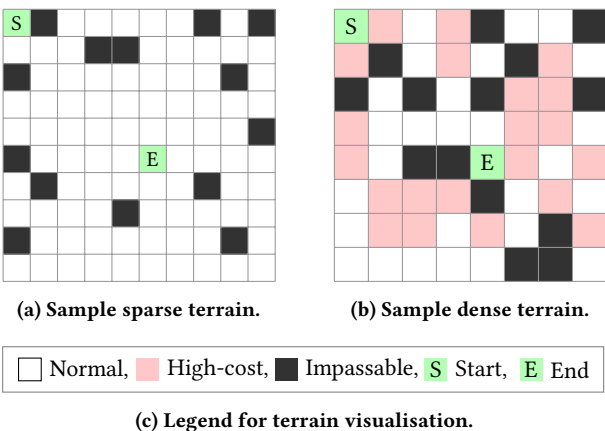 S
E
(a) Sample sparse terrain.
S
E
(b) Sample dense terrain.
Normal, High-cost, Impassable, S Start, E End
(c) Legend for terrain visualisation.